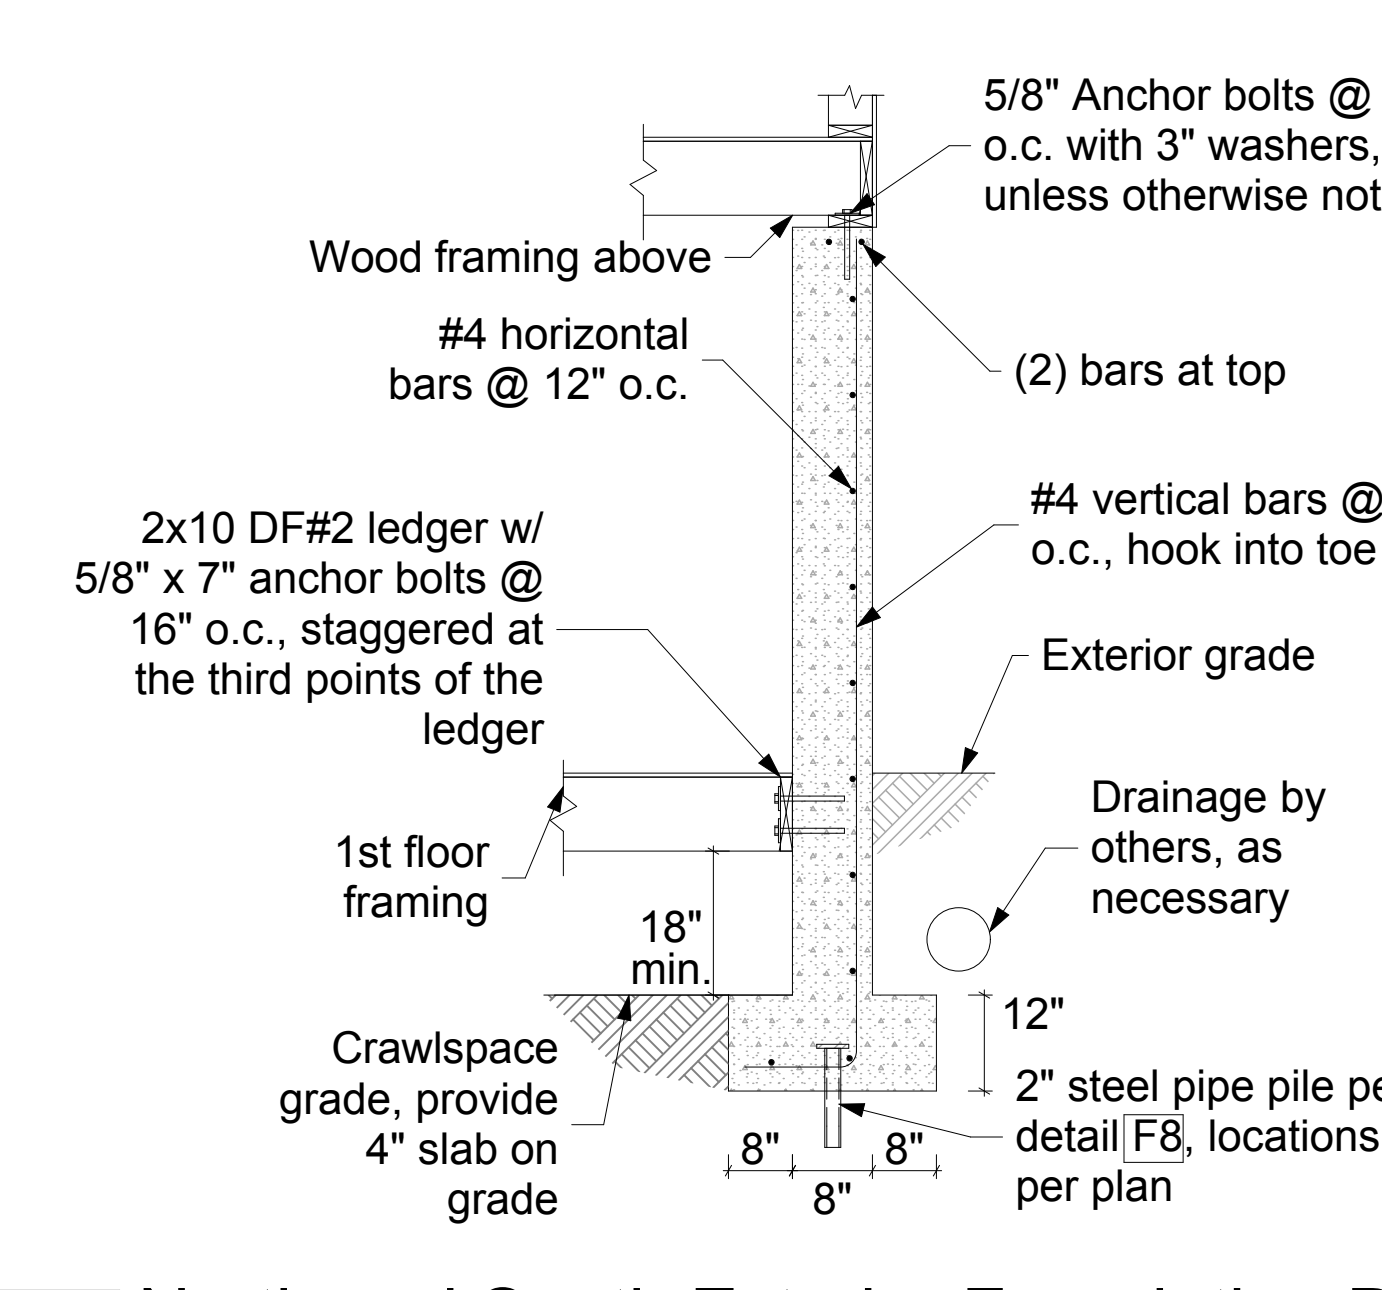 5/8" Anchor bolts @
o.c. with 3" washers,
unless otherwise not
Wood framing above
#4 horizontal
bars @ 12" o.c.
(2) bars at top
#4 vertical bars @
o.c., hook into toe
2x10 DF#2 ledger w/
5/8" x 7" anchor bolts @
16" o.c., staggered at
the third points of the
ledger
Exterior grade
Drainage by
others, as
necessary
1st floor
framing
18"
min.
12"
Crawlspace
grade, provide
4" slab on
grade
2" steel pipe pile pe
detail F8, locations
per plan
8"
8"
8"